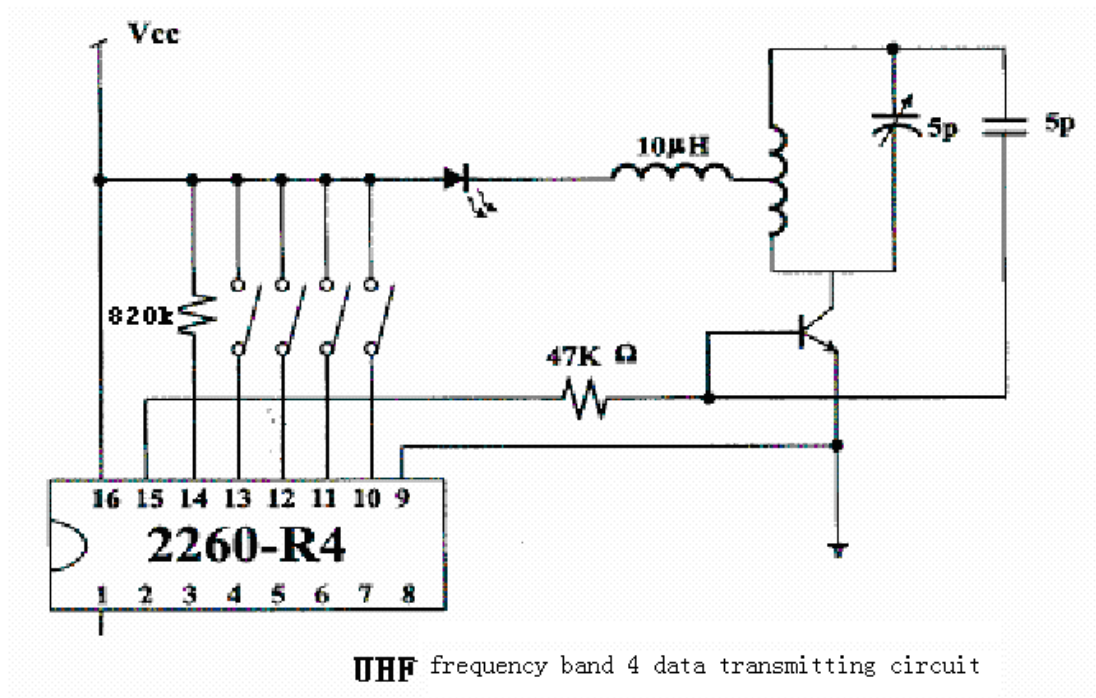 Vcc
10μH
5p
5p
820k
47K Ω
16 15 14 13 12 11 10 9
2260-R4
1 2 3 4 5 6 7 8
UHF frequency band 4 data transmitting circuit